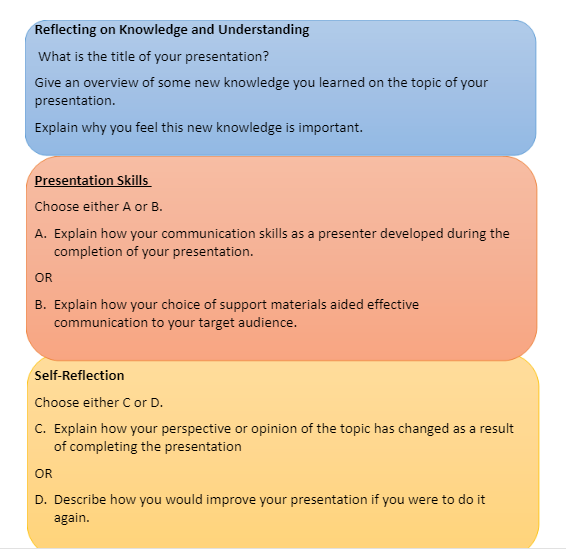 Reflecting on Knowledge and Understanding
What is the title of your presentation?
Give an overview of some new knowledge you learned on the topic of your
presentation.
Explain why you feel this new knowledge is important.
Presentation Skills
Choose either A or B.
A. Explain how your communication skills as a presenter developed during the
completion of your presentation.
OR
B. Explain how your choice of support materials aided effective
communication to your target audience.
Self-Reflection
Choose either C or D.
C. Explain how your perspective or opinion of the topic has changed as a result
of completing the presentation
OR
D. Describe how you would improve your presentation if you were to do it
again.